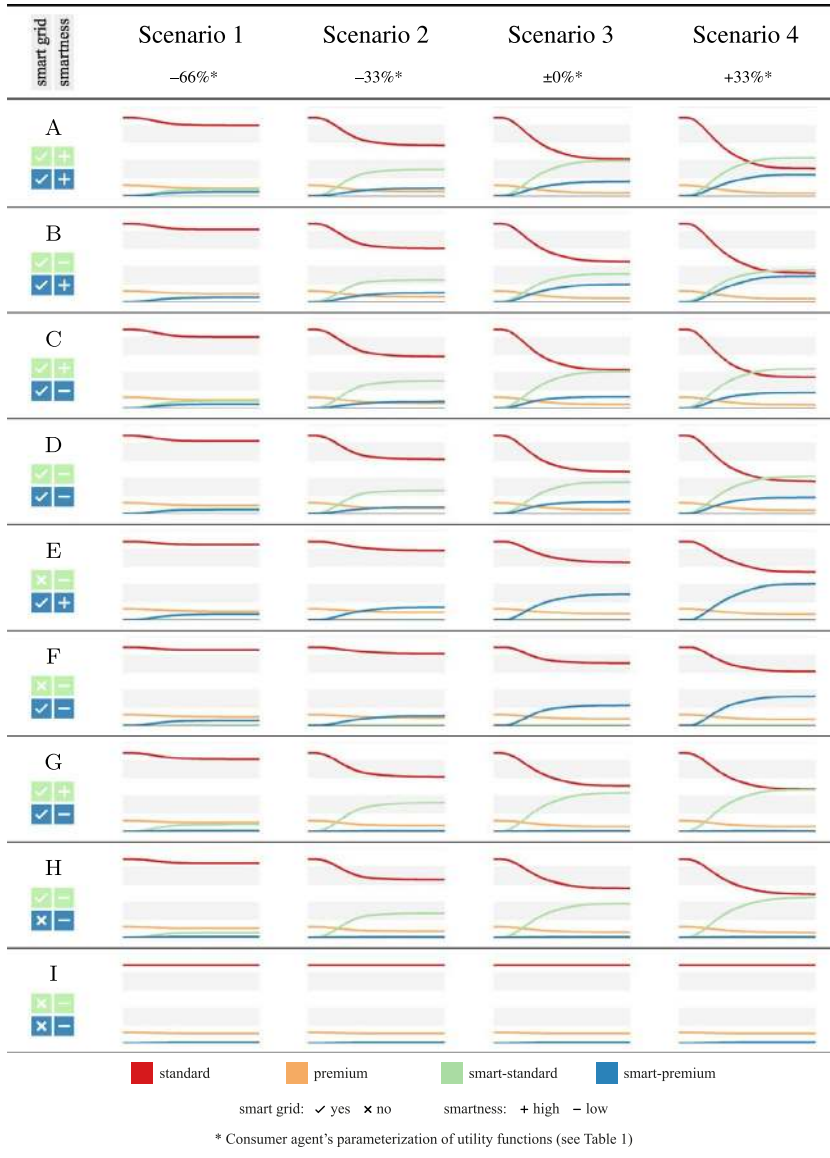 smart grid
smartness
Scenario 1 Scenario 2 Scenario 3 Scenario 4
–66%* –33%* ±0%* +33%*
A
B
C
D
E
F
G
H
I
standard premium smart-standard smart-premium
smart grid: ✓ yes × no smartness: + high – low
* Consumer agent's parameterization of utility functions (see Table 1)